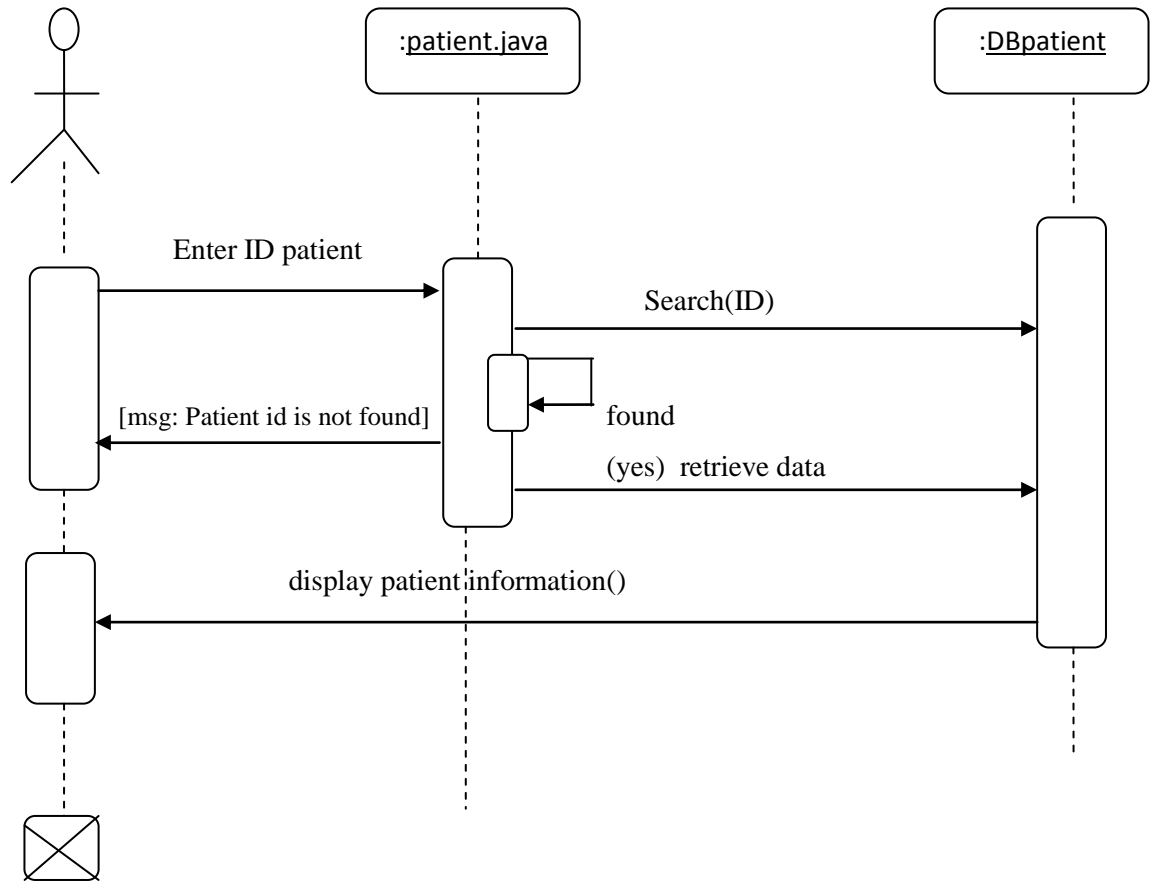 :patient.java
:DBpatient
Enter ID patient
Search(ID)
[msg: Patient id is not found]
found
(yes)  retrieve data
display patient information()